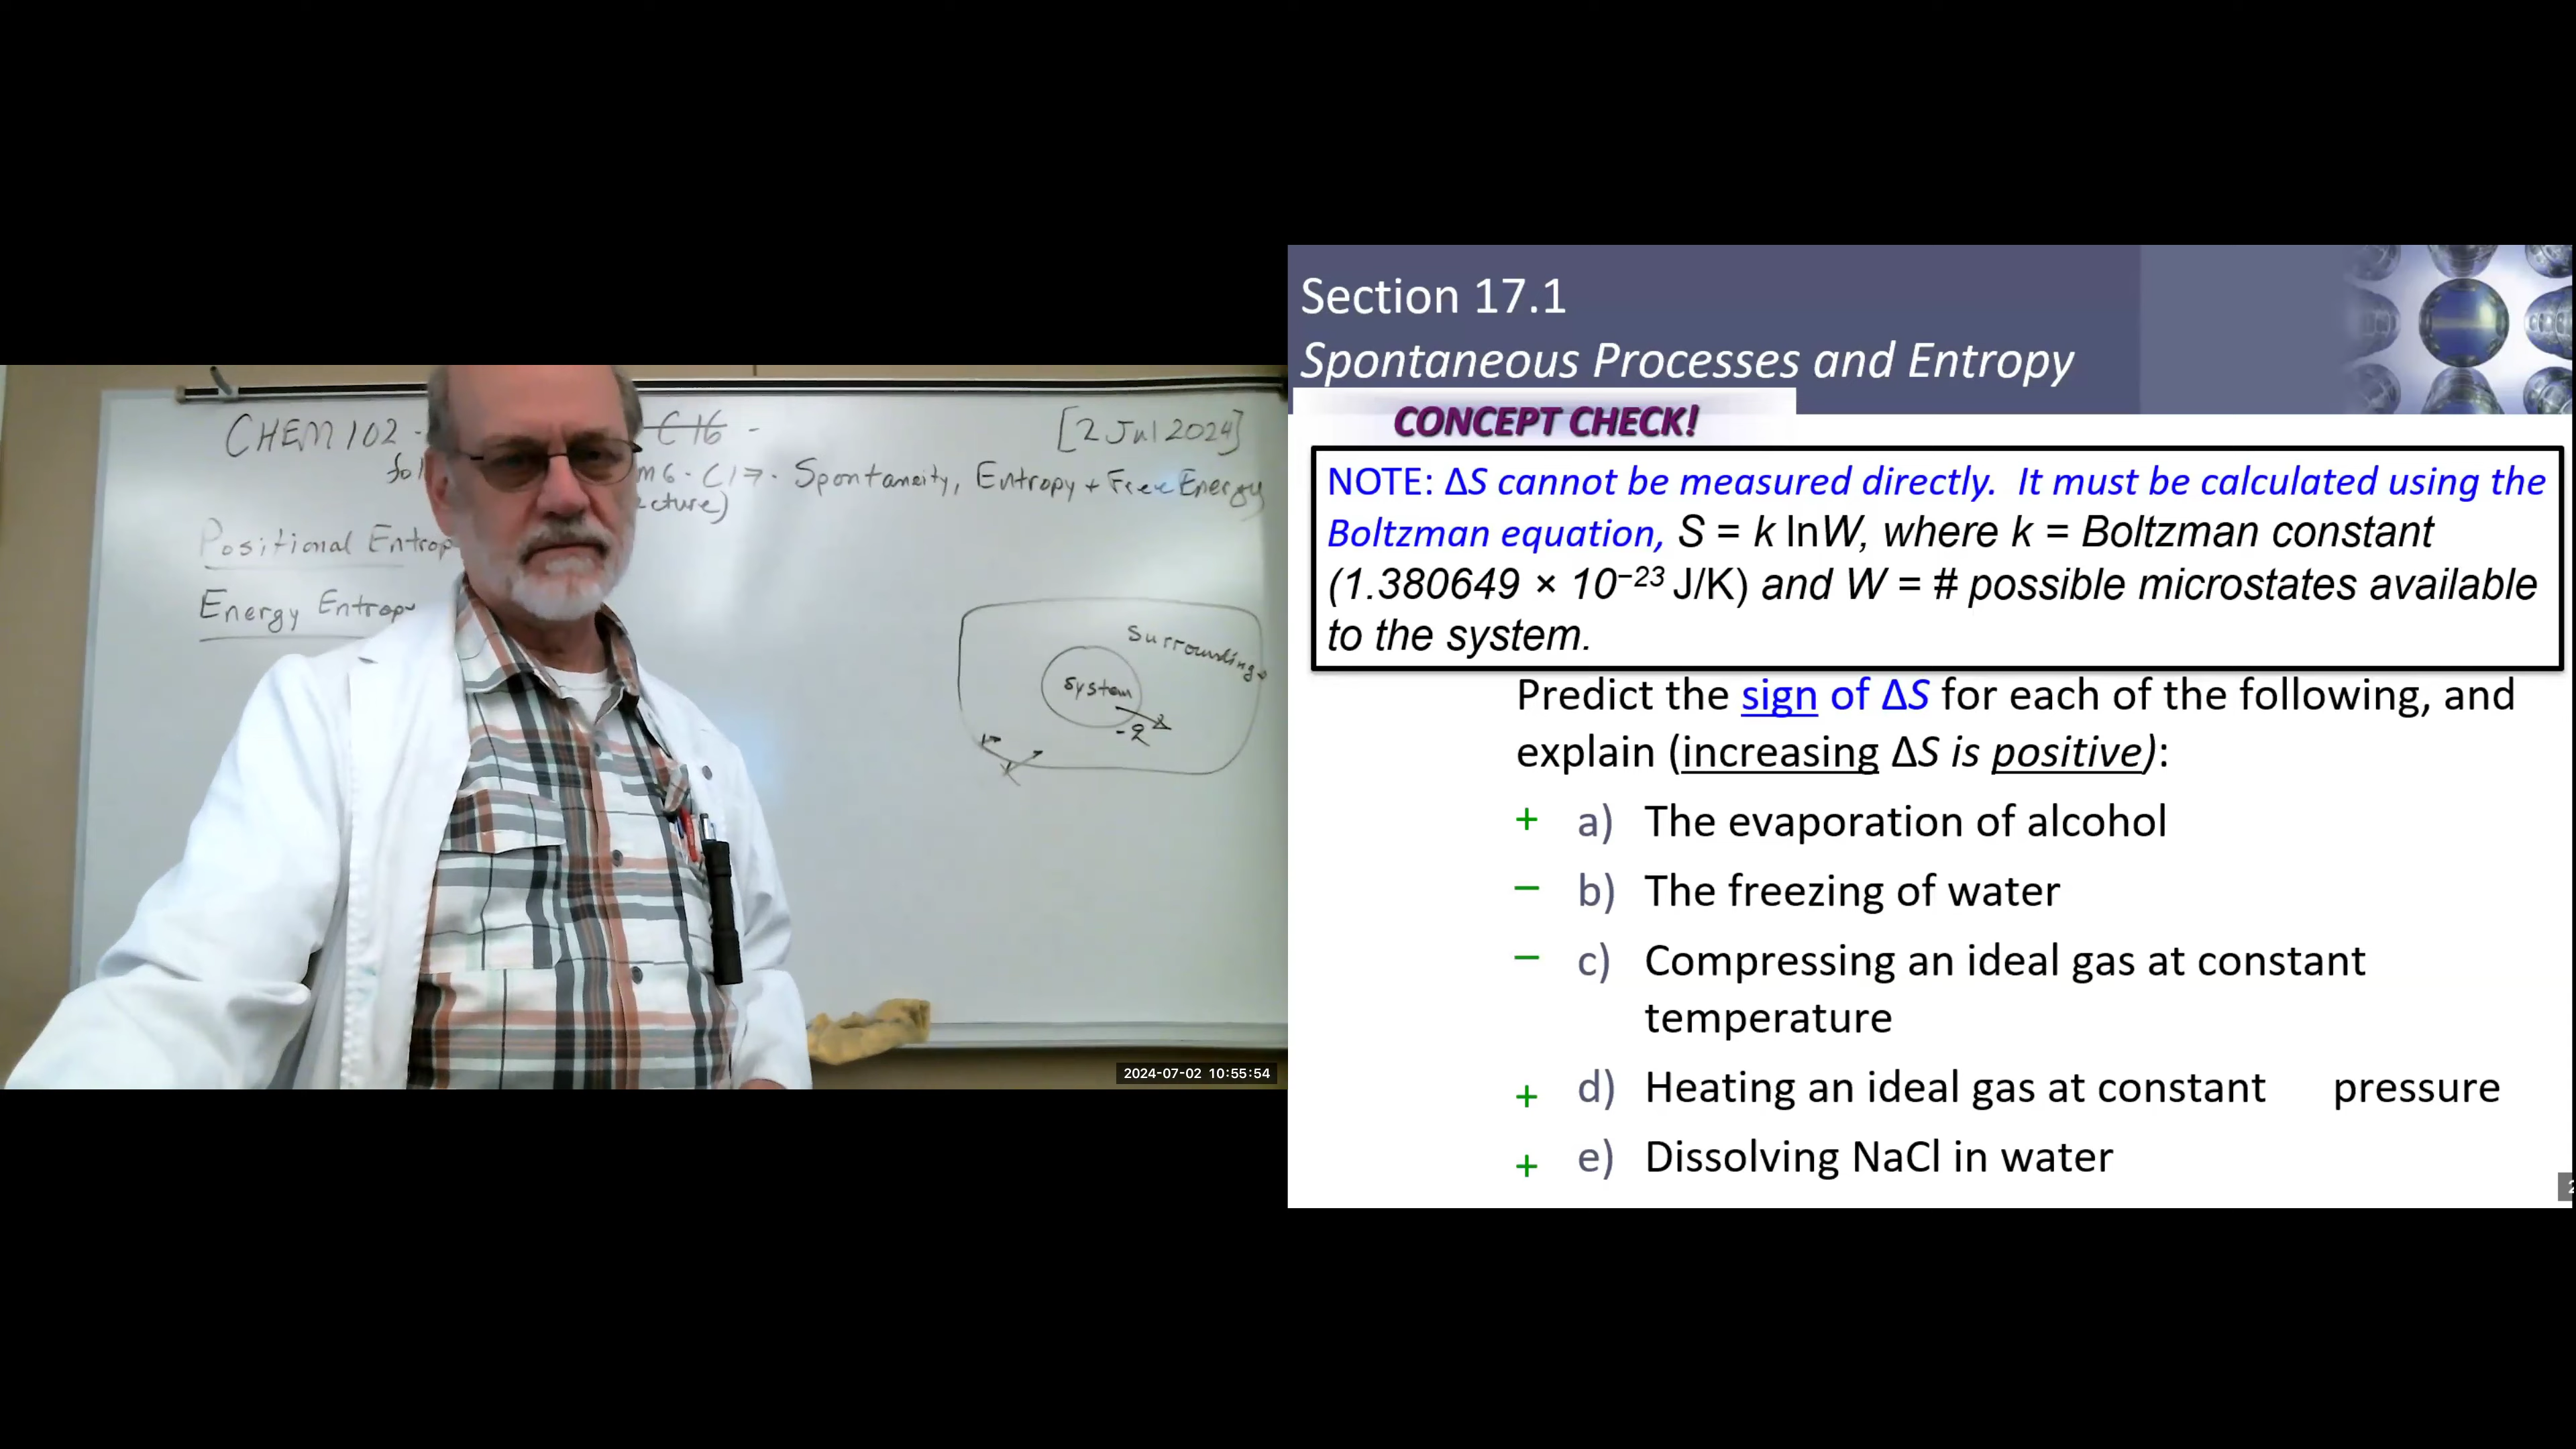 CHEM 102 -
C16 -
[2 Jul 2024]
m 6 - C17 - Spontaneity, Entropy + Free Energy
cture)
Positional Entrop
Energy Entropy
Surroundings
System
2024-07-02 10:55:54
Section 17.1
Spontaneous Processes and Entropy
CONCEPT CHECK!
NOTE: ΔS cannot be measured directly. It must be calculated using the
Boltzman equation, S = k lnW, where k = Boltzman constant
(1.380649 × 10⁻²³ J/K) and W = # possible microstates available
to the system.
Predict the sign of ΔS for each of the following, and
explain (increasing ΔS is positive):
+ a) The evaporation of alcohol
– b) The freezing of water
– c) Compressing an ideal gas at constant
temperature
+ d) Heating an ideal gas at constant pressure
+ e) Dissolving NaCl in water